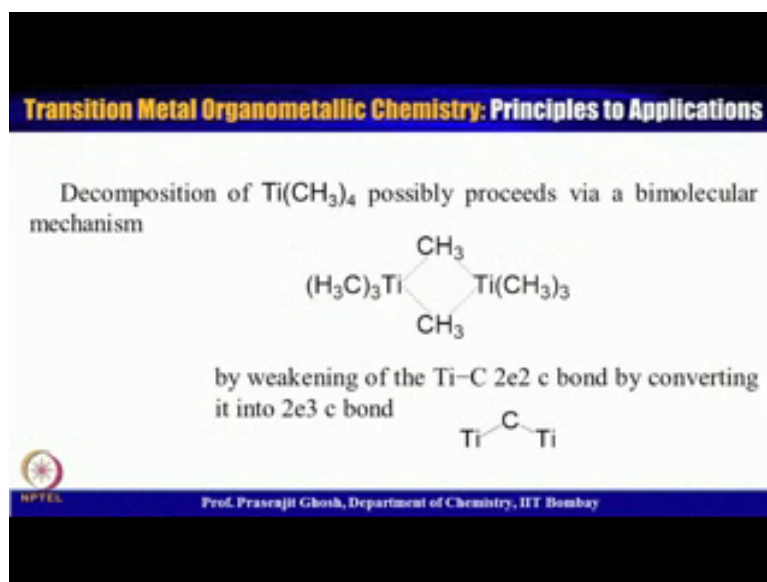 Transition Metal Organometallic Chemistry: Principles to Applications
Decomposition of Ti(CH₃)₄ possibly proceeds via a bimolecular
mechanism
CH₃
(H₃C)₃Ti Ti(CH₃)₃
CH₃
by weakening of the Ti−C 2e2 c bond by converting
it into 2e3 c bond
C
Ti Ti
NPTEL
Prof. Prasenjit Ghosh, Department of Chemistry, IIT Bombay